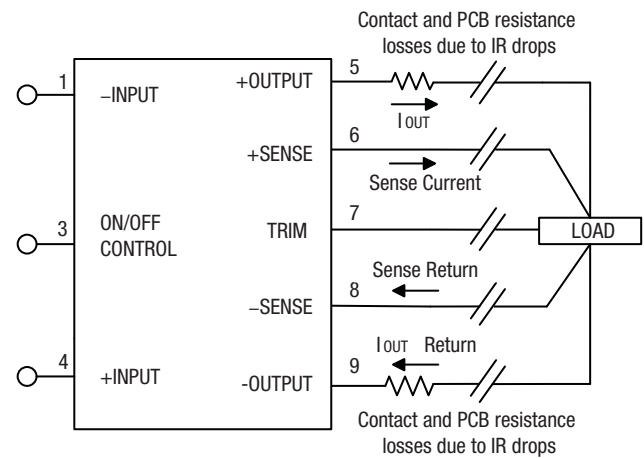 Contact and PCB resistance
losses due to IR drops
1
−INPUT
+OUTPUT
5
IOUT
6
+SENSE
Sense Current
3
ON/OFF
CONTROL
TRIM
7
LOAD
Sense Return
8
−SENSE
IOUT Return
4
+INPUT
-OUTPUT
9
Contact and PCB resistance
losses due to IR drops